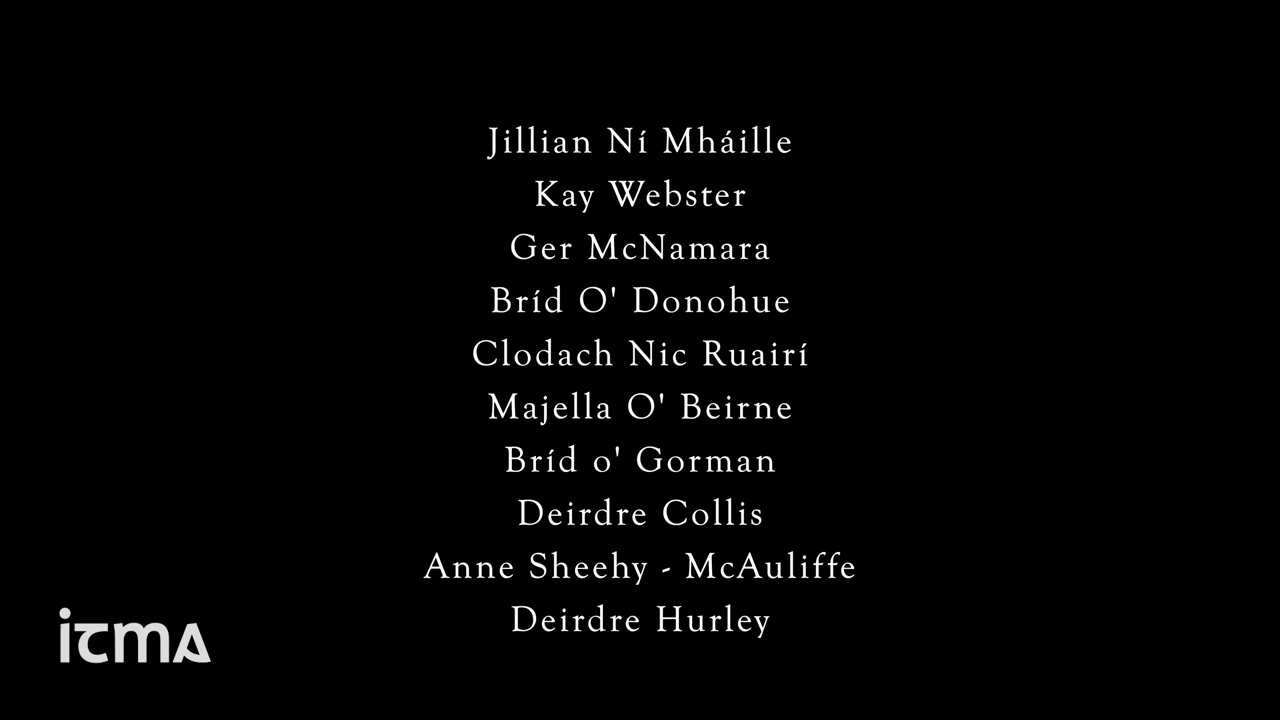 Jillian Ní Mháille
Kay Webster
Ger McNamara
Bríd O' Donohue
Clodach Nic Ruairí
Majella O' Beirne
Bríd o' Gorman
Deirdre Collis
Anne Sheehy - McAuliffe
Deirdre Hurley
itma